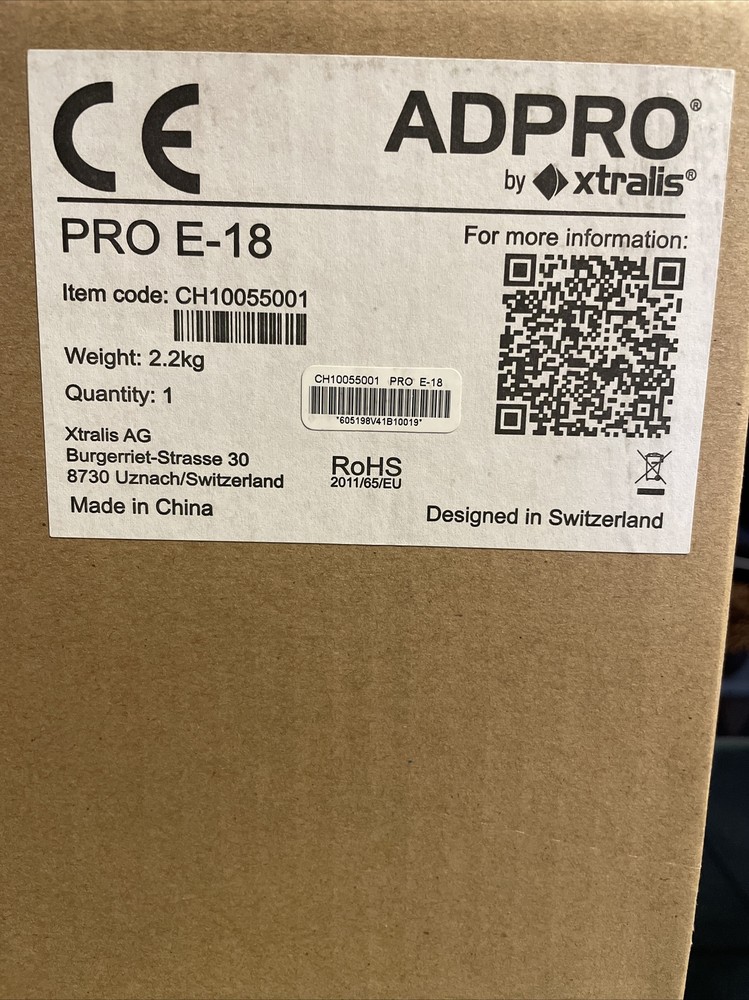 CE
ADPRO®
by xtralis®
PRO E-18
For more information:
Item code: CH10055001
Weight: 2.2kg
Quantity: 1
CH10055001 PRO E-18
*605198V41B10019*
Xtralis AG
Burgerriet-Strasse 30
8730 Uznach/Switzerland
RoHS
2011/65/EU
Made in China
Designed in Switzerland